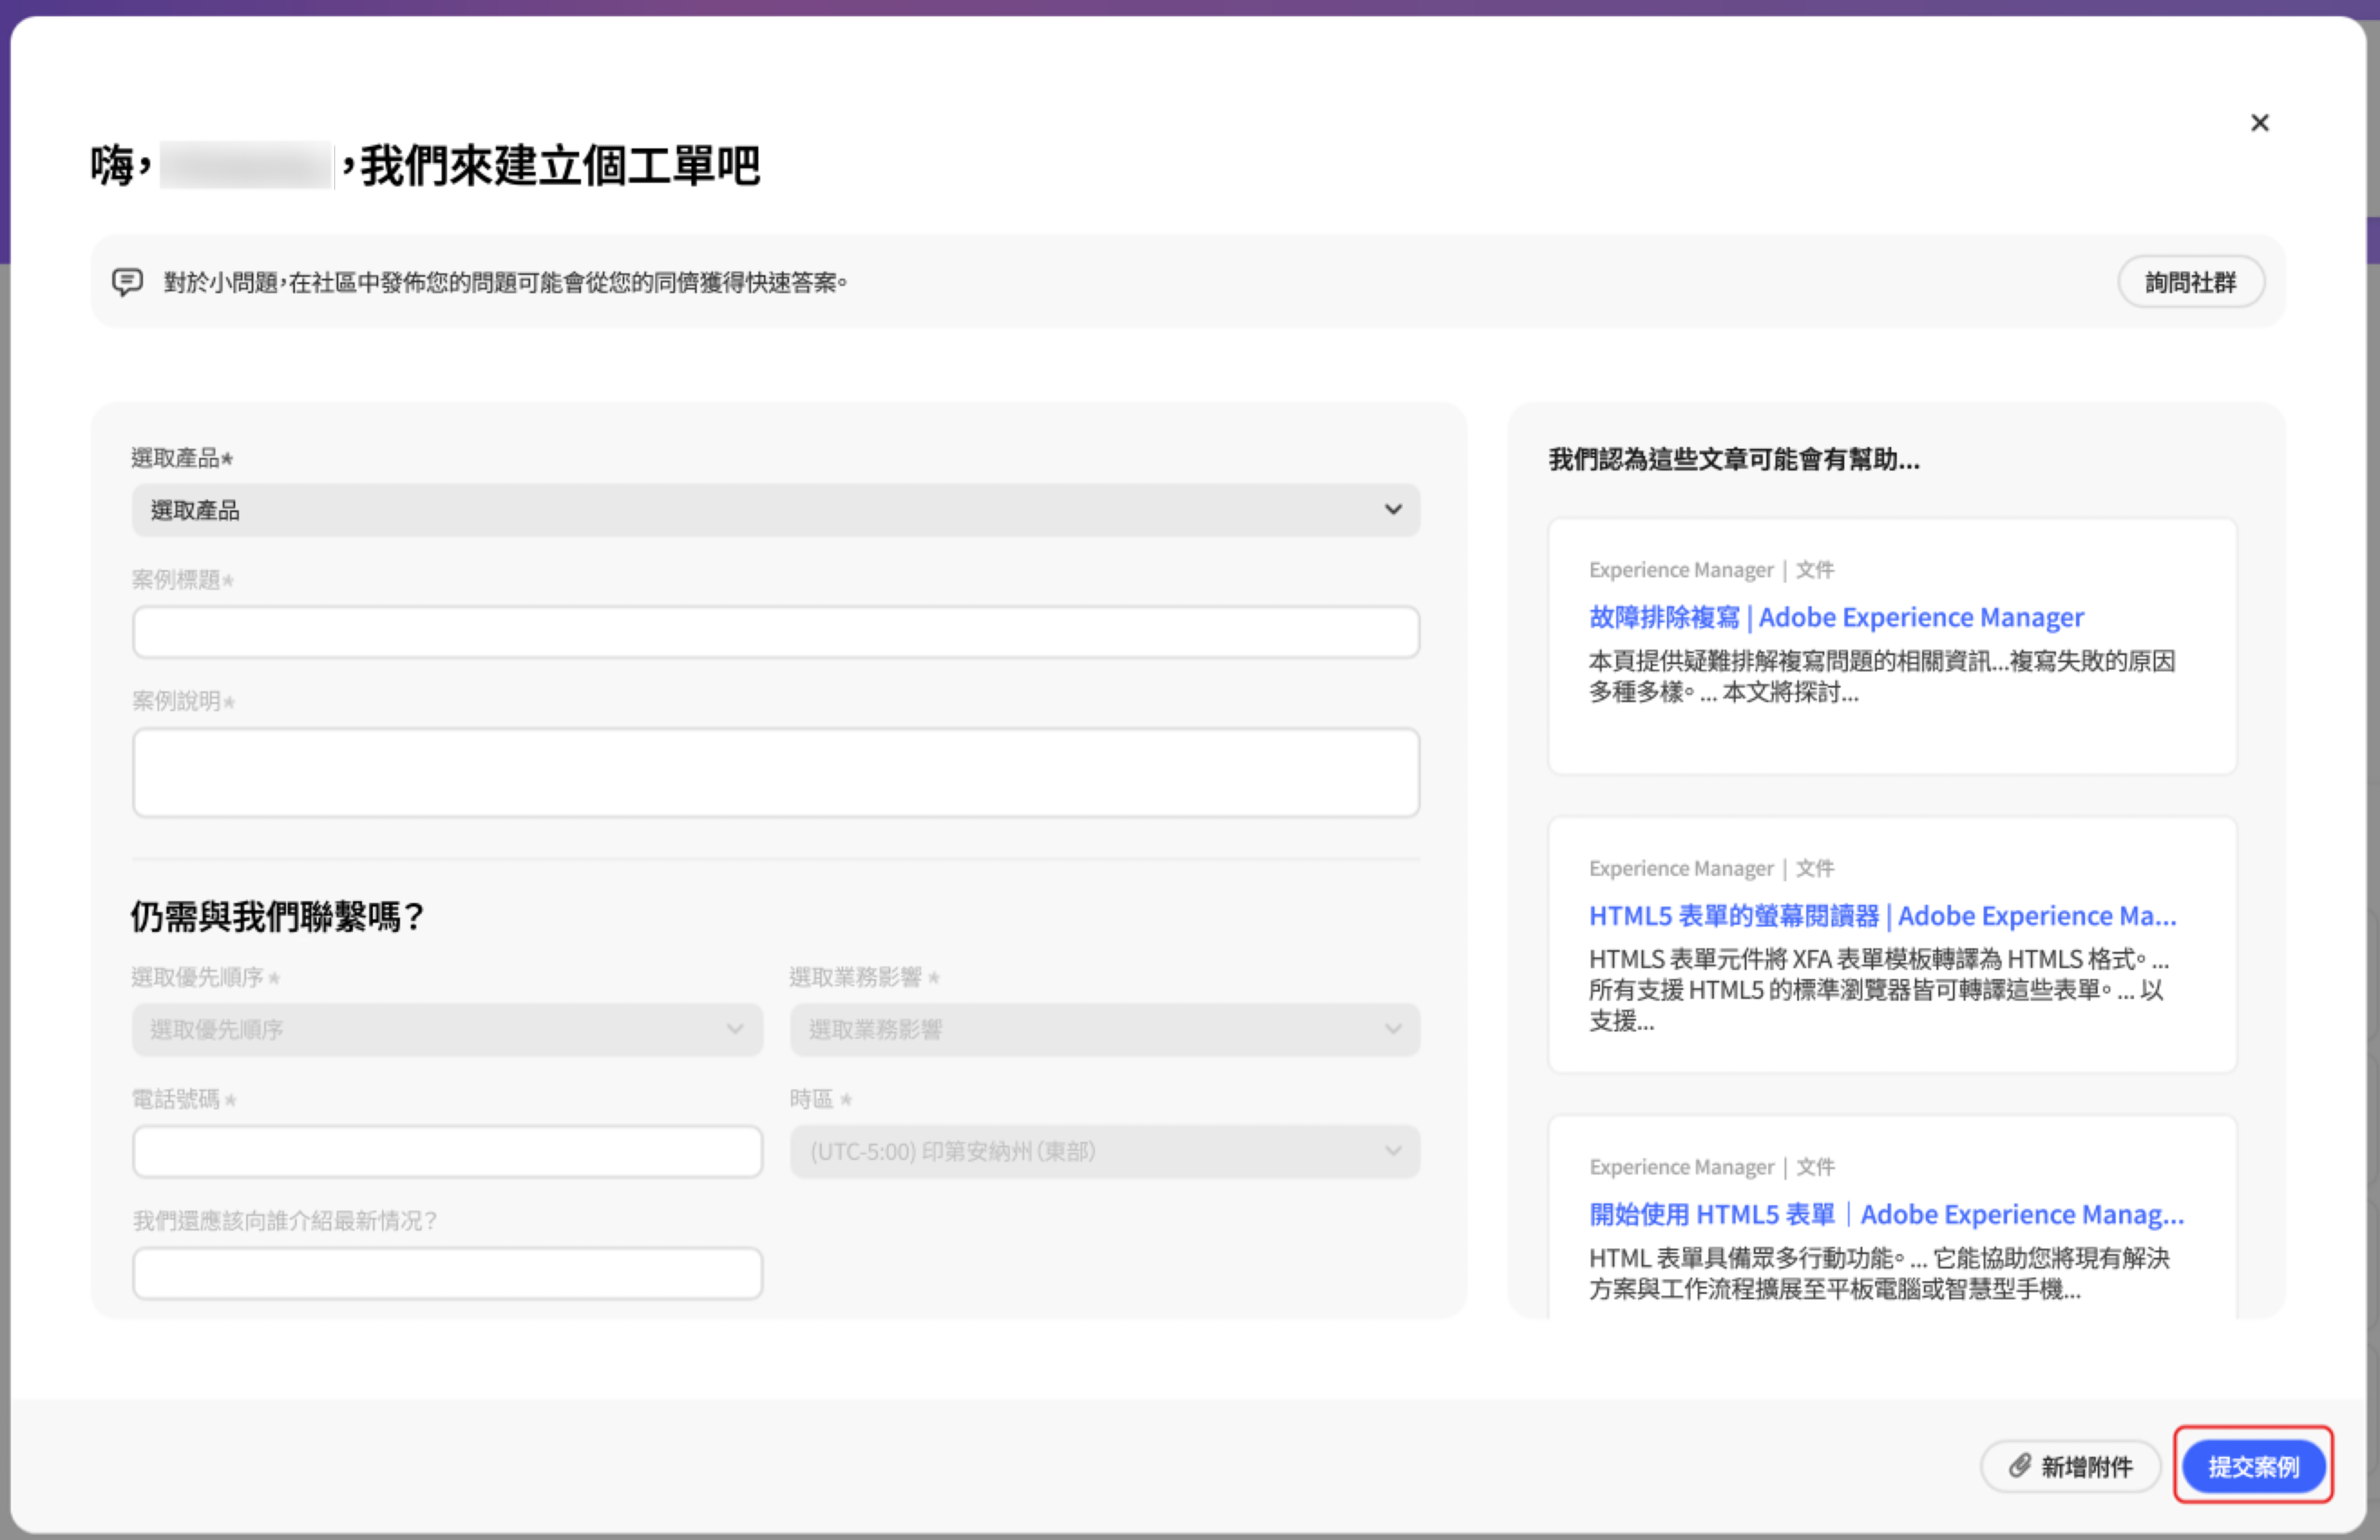 嗨， ，我們來建立個工單吧
對於小問題，在社區中發佈您的問題可能會從您的同儕獲得快速答案。
詢問社群
選取產品*
選取產品
案例標題*
案例說明*
仍需與我們聯繫嗎？
選取優先順序 *
選取業務影響 *
選取優先順序
選取業務影響
電話號碼 *
時區 *
(UTC-5:00) 印第安納州（東部）
我們還應該向誰介紹最新情況？
我們認為這些文章可能會有幫助...
Experience Manager | 文件
故障排除複寫 | Adobe Experience Manager
本頁提供疑難排解複寫問題的相關資訊...複寫失敗的原因
多種多樣。... 本文將探討...
Experience Manager | 文件
HTML5 表單的螢幕閱讀器 | Adobe Experience Ma...
HTMLS 表單元件將 XFA 表單模板轉譯為 HTMLS 格式。...
所有支援 HTML5 的標準瀏覽器皆可轉譯這些表單。... 以
支援...
Experience Manager | 文件
開始使用 HTML5 表單 | Adobe Experience Manag...
HTML 表單具備眾多行動功能。... 它能協助您將現有解決
方案與工作流程擴展至平板電腦或智慧型手機...
新增附件
提交案例